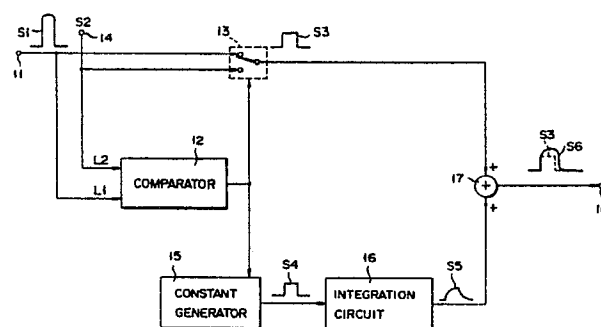 S1
S2
14
11
13
S3
12
L2
L1
COMPARATOR
17
+
+
+
S3
S6
15
CONSTANT
GENERATOR
S4
16
INTEGRATION
CIRCUIT
S5